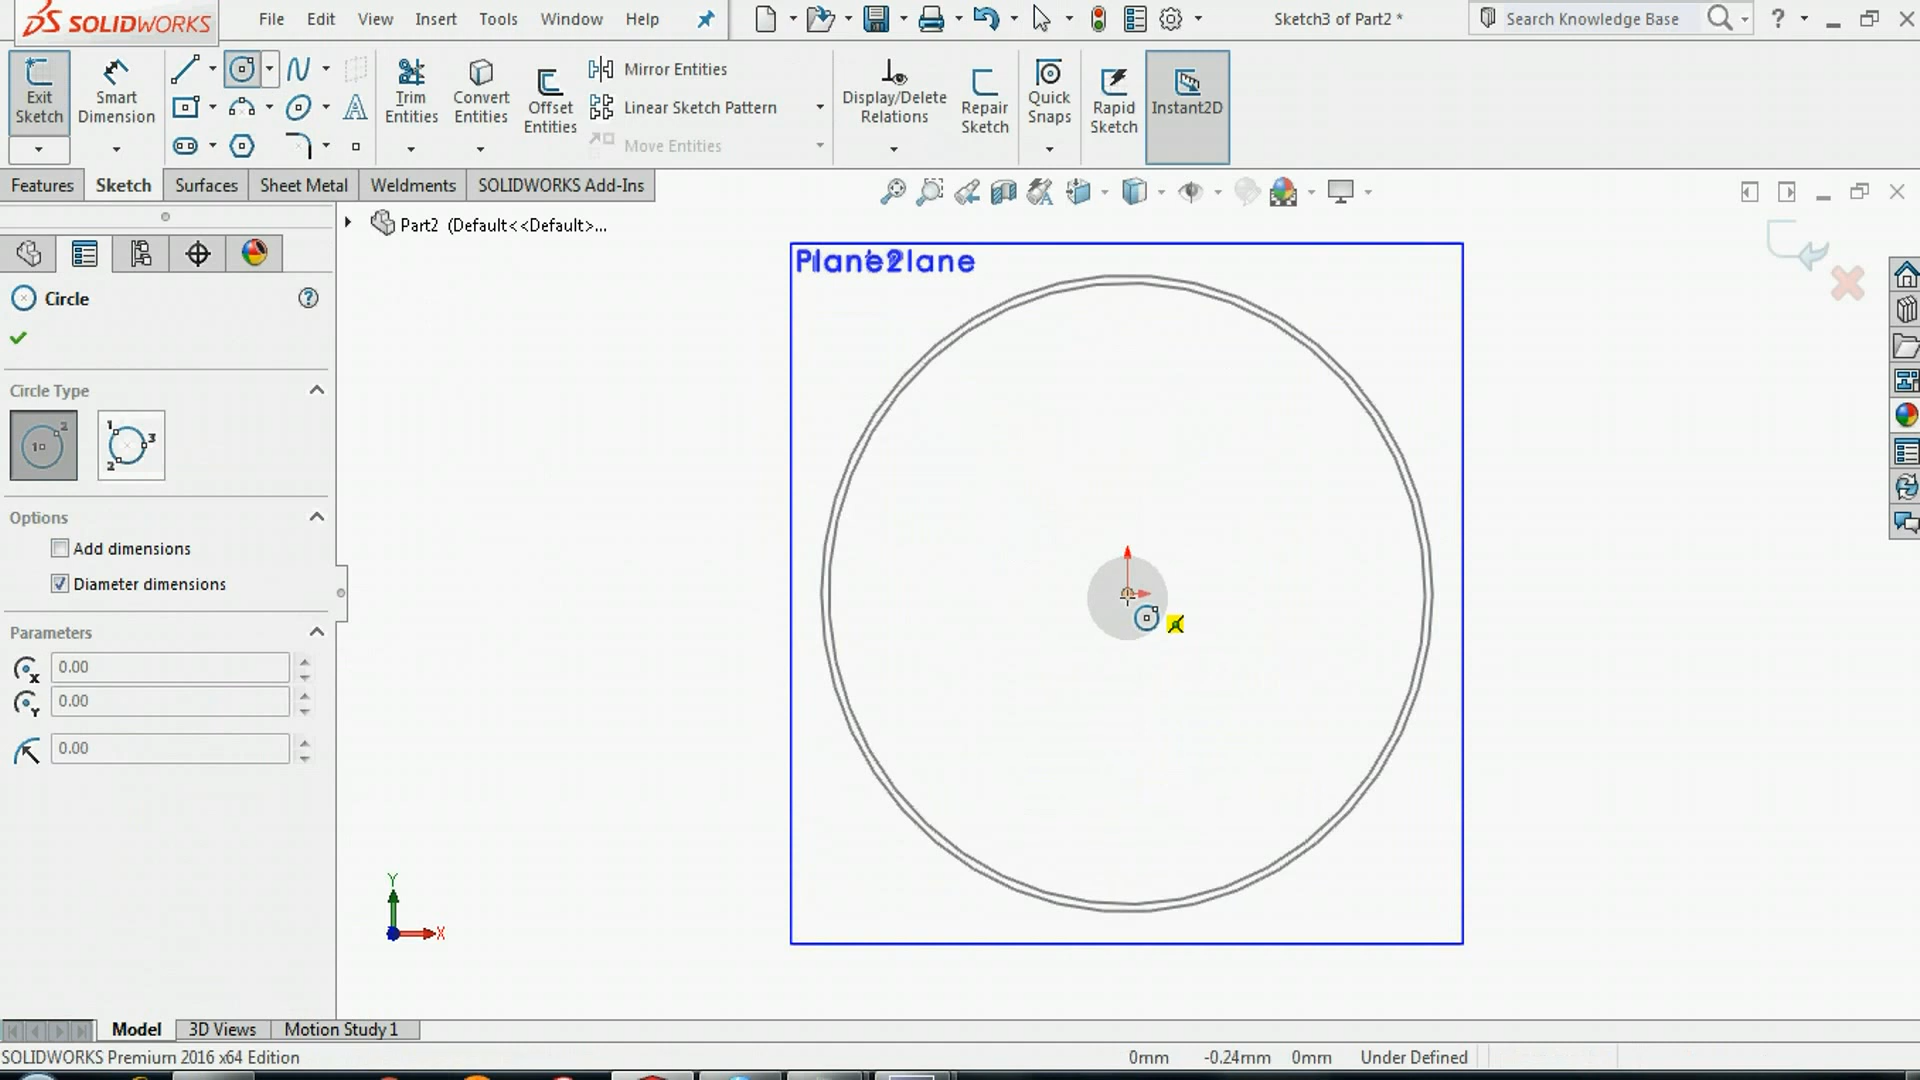 SOLIDWORKS File Edit View Insert Tools Window Help Sketch3 of Part2 * Search Knowledge Base ?
Exit Sketch
Smart Dimension
Trim Entities
Convert Entities
Offset Entities
Mirror Entities
Linear Sketch Pattern
Move Entities
Display/Delete Relations
Repair Sketch
Quick Snaps
Rapid Sketch
Instant2D
Features Sketch Surfaces Sheet Metal Weldments SOLIDWORKS Add-Ins
Part2 (Default<<Default>...
Circle
Circle Type
Options
Add dimensions
Diameter dimensions
Parameters
0.00
0.00
0.00
Y
X
Model 3D Views Motion Study 1
SOLIDWORKS Premium 2016 x64 Edition 0mm -0.24mm 0mm Under Defined